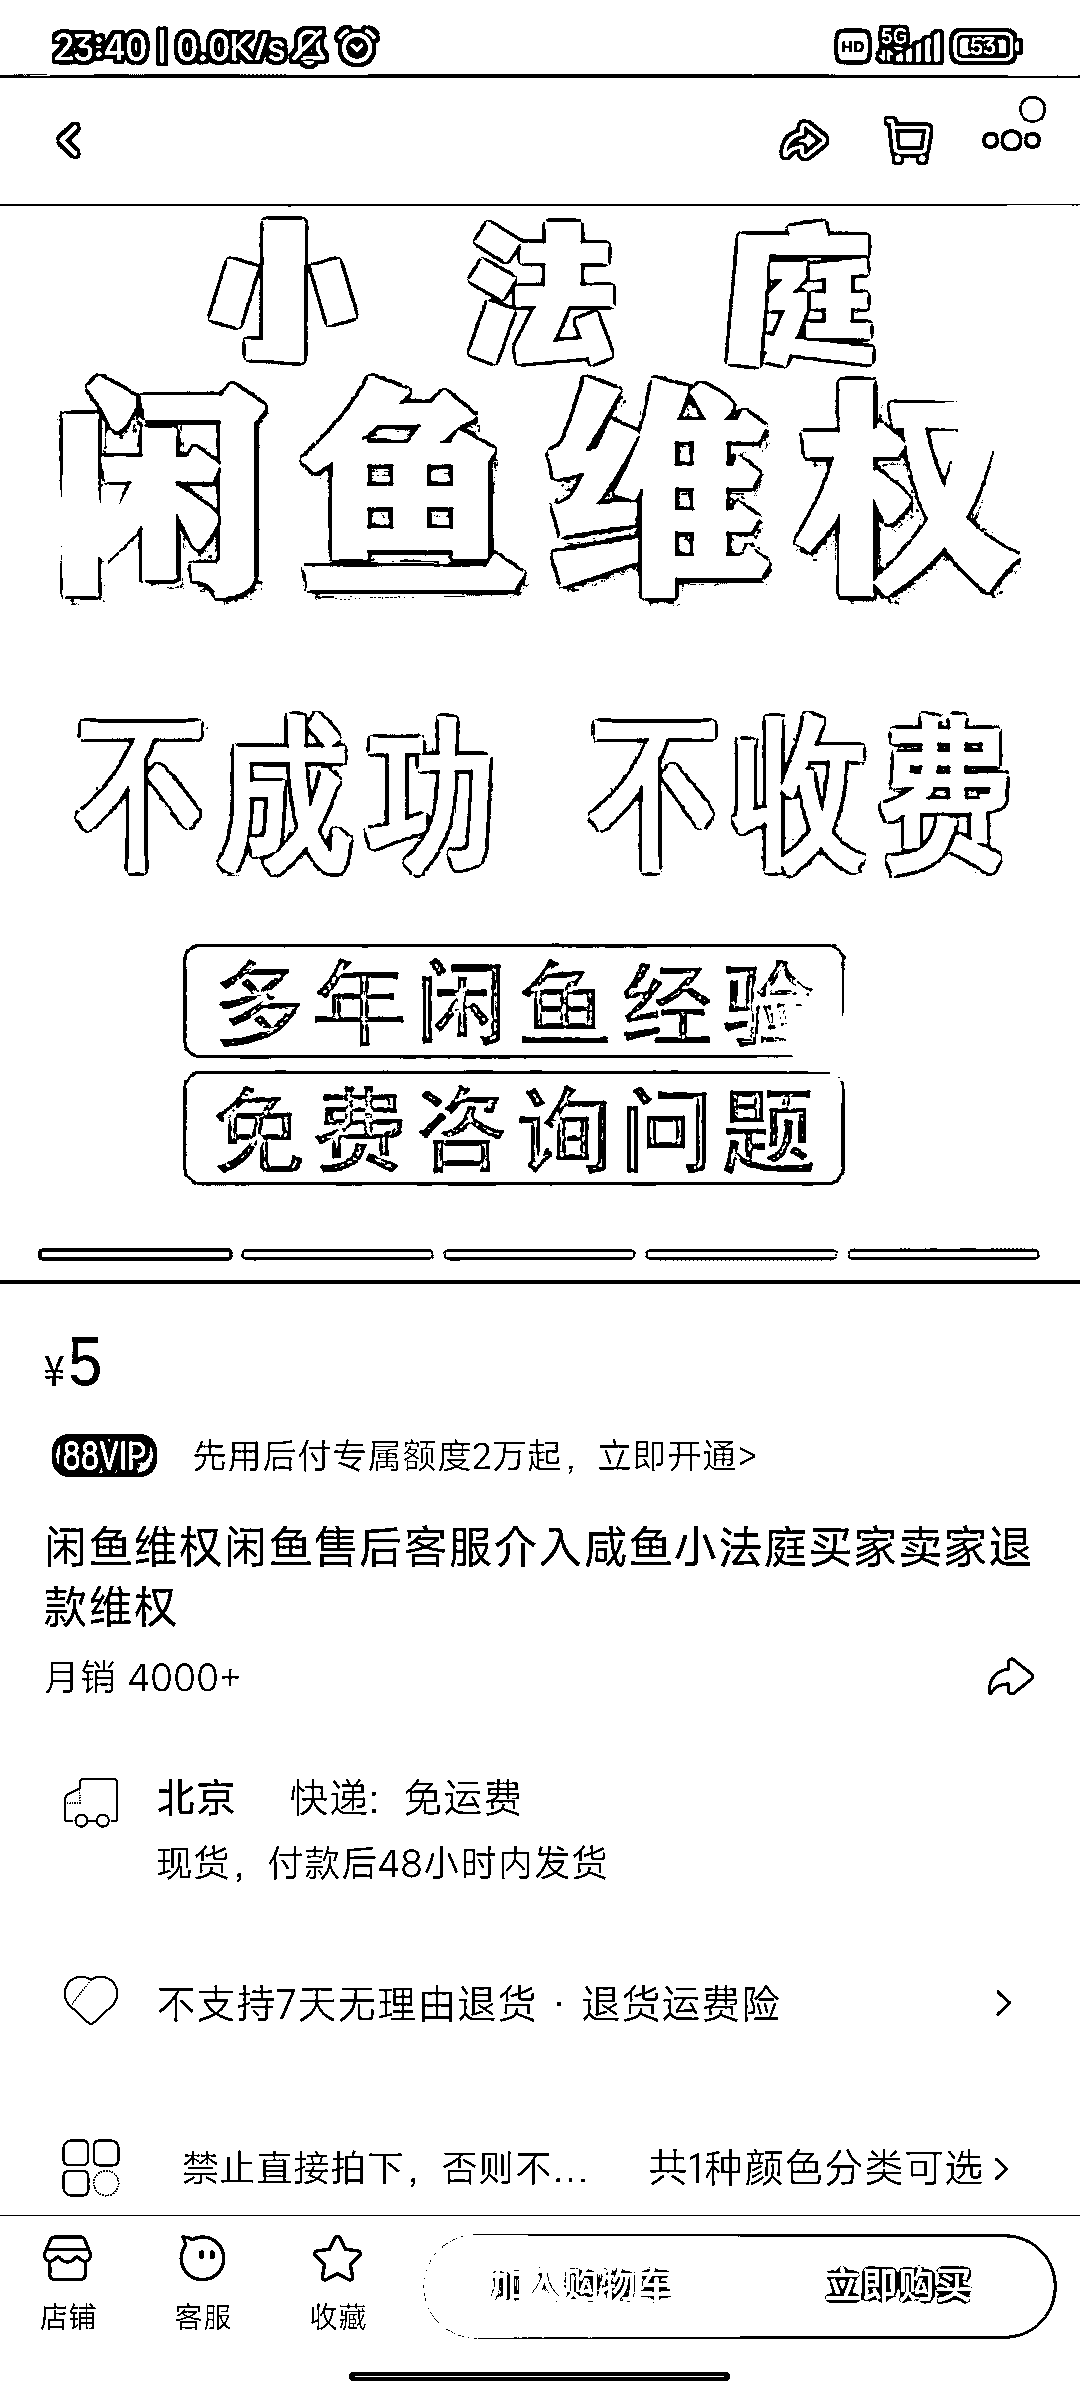 23:40 | 0.0K/s HD 5G 53
小法庭
闲鱼维权
不成功 不收费
多年闲鱼经验
免费咨询问题
¥5
88VIP 先用后付专属额度2万起，立即开通>
闲鱼维权闲鱼售后客服介入咸鱼小法庭买家卖家退
款维权
月销 4000+
北京 快递：免运费
现货，付款后48小时内发货
不支持7天无理由退货 · 退货运费险
禁止直接拍下，否则不... 共1种颜色分类可选
加入购物车 立即购买
店铺 客服 收藏